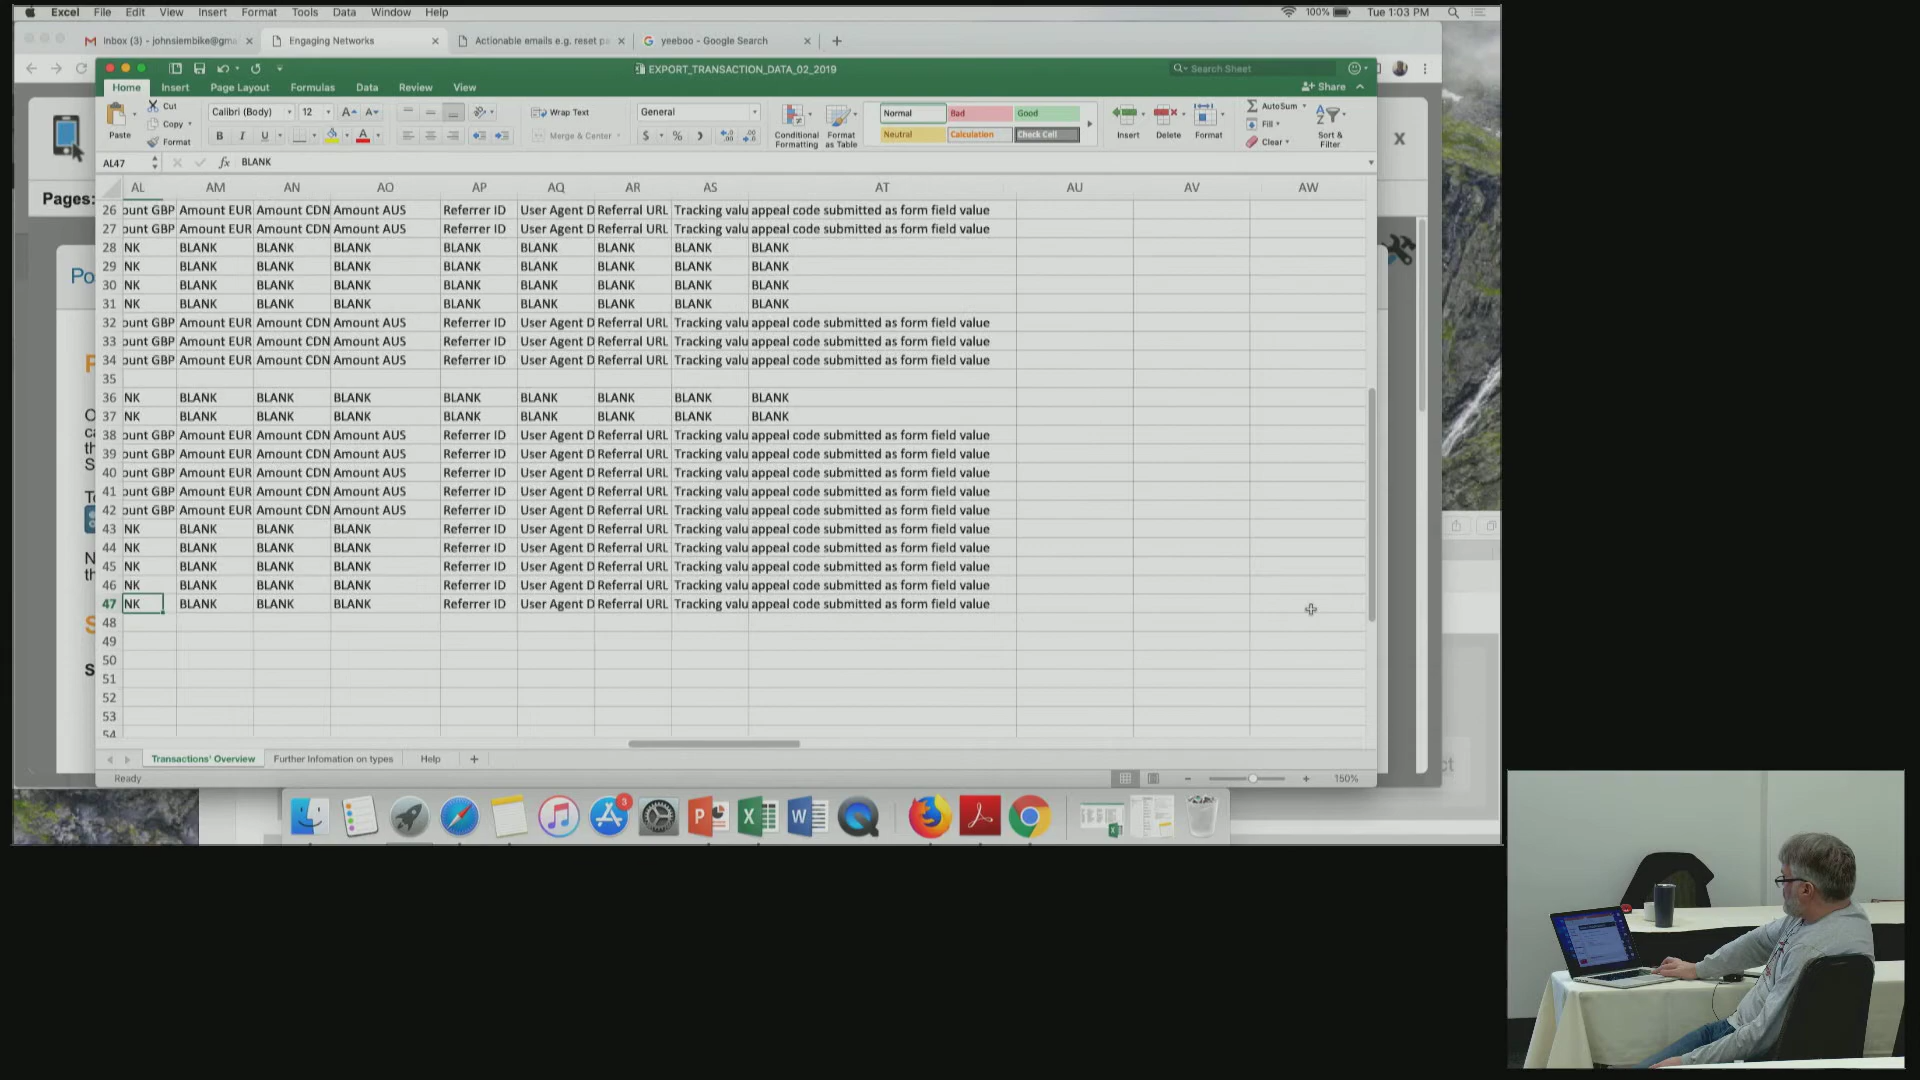 Excel File Edit View Insert Format Tools Data Window Help 100% Tue 1:03 PM
Inbox (3) - johnsiembike@gma Engaging Networks Actionable emails e.g. reset pa yeeboo - Google Search
EXPORT_TRANSACTION_DATA_02_2019 Search Sheet
Home Insert Page Layout Formulas Data Review View Share
Paste Cut Copy Format
Calibri (Body) 12 Wrap Text Merge & Center General
Conditional Formatting Format as Table Normal Bad Good Neutral Calculation Check Cell
Insert Delete Format AutoSum Fill Clear Sort & Filter
AL47 fx BLANK
Pages:
Po
AL AM AN AO AP AQ AR AS AT AU AV AW
26 ount GBP Amount EUR Amount CDN Amount AUS Referrer ID User Agent D Referral URL Tracking valu appeal code submitted as form field value
27 ount GBP Amount EUR Amount CDN Amount AUS Referrer ID User Agent D Referral URL Tracking valu appeal code submitted as form field value
28 NK BLANK BLANK BLANK BLANK BLANK BLANK BLANK BLANK
29 NK BLANK BLANK BLANK BLANK BLANK BLANK BLANK BLANK
30 NK BLANK BLANK BLANK BLANK BLANK BLANK BLANK BLANK
31 NK BLANK BLANK BLANK BLANK BLANK BLANK BLANK BLANK
32 ount GBP Amount EUR Amount CDN Amount AUS Referrer ID User Agent D Referral URL Tracking valu appeal code submitted as form field value
33 ount GBP Amount EUR Amount CDN Amount AUS Referrer ID User Agent D Referral URL Tracking valu appeal code submitted as form field value
34 ount GBP Amount EUR Amount CDN Amount AUS Referrer ID User Agent D Referral URL Tracking valu appeal code submitted as form field value
35
36 NK BLANK BLANK BLANK BLANK BLANK BLANK BLANK BLANK
37 NK BLANK BLANK BLANK BLANK BLANK BLANK BLANK BLANK
38 ount GBP Amount EUR Amount CDN Amount AUS Referrer ID User Agent D Referral URL Tracking valu appeal code submitted as form field value
39 ount GBP Amount EUR Amount CDN Amount AUS Referrer ID User Agent D Referral URL Tracking valu appeal code submitted as form field value
40 ount GBP Amount EUR Amount CDN Amount AUS Referrer ID User Agent D Referral URL Tracking valu appeal code submitted as form field value
41 ount GBP Amount EUR Amount CDN Amount AUS Referrer ID User Agent D Referral URL Tracking valu appeal code submitted as form field value
42 ount GBP Amount EUR Amount CDN Amount AUS Referrer ID User Agent D Referral URL Tracking valu appeal code submitted as form field value
43 NK BLANK BLANK BLANK Referrer ID User Agent D Referral URL Tracking valu appeal code submitted as form field value
44 NK BLANK BLANK BLANK Referrer ID User Agent D Referral URL Tracking valu appeal code submitted as form field value
45 NK BLANK BLANK BLANK Referrer ID User Agent D Referral URL Tracking valu appeal code submitted as form field value
46 NK BLANK BLANK BLANK Referrer ID User Agent D Referral URL Tracking valu appeal code submitted as form field value
47 NK BLANK BLANK BLANK Referrer ID User Agent D Referral URL Tracking valu appeal code submitted as form field value
48
49
50
51
52
53
54
Transactions' Overview Further Infomation on types Help
Ready 150%